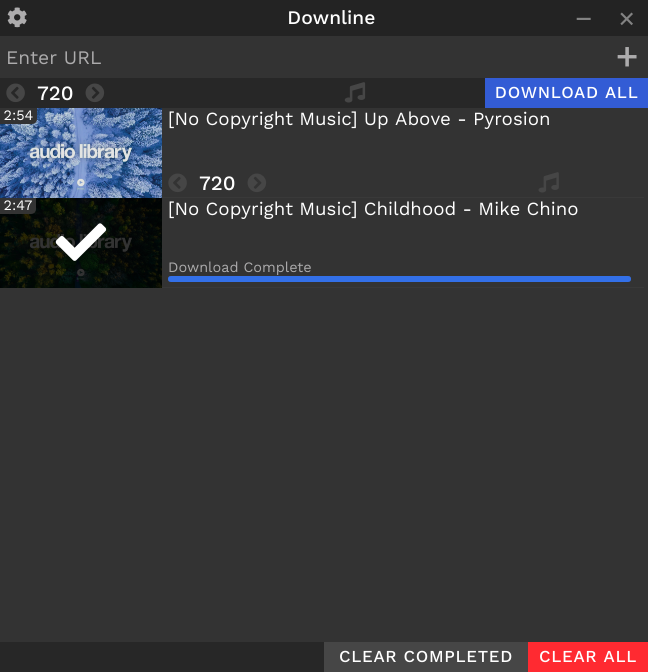 Downline
Enter URL
720
DOWNLOAD ALL
2:54
audio library
[No Copyright Music] Up Above - Pyrosion
720
2:47
audio library
[No Copyright Music] Childhood - Mike Chino
Download Complete
CLEAR COMPLETED
CLEAR ALL